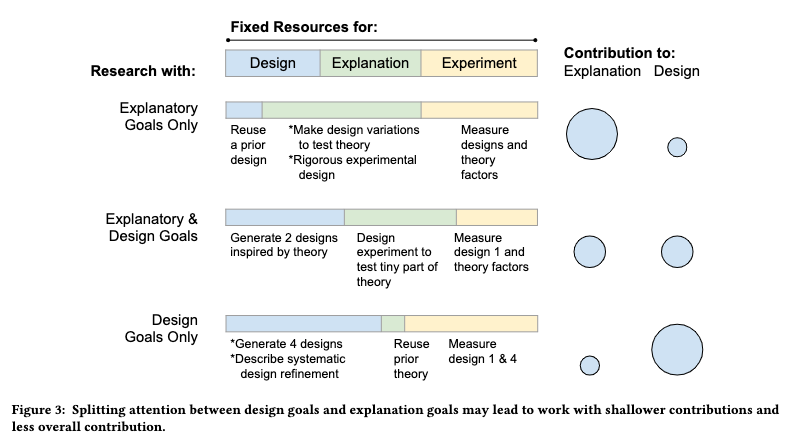 Fixed Resources for:
Research with:
Design
Explanation
Experiment
Contribution to:
Explanation
Design
Explanatory
Goals Only
Reuse
a prior
design
*Make design variations
to test theory
*Rigorous experimental
design
Measure
designs and
theory
factors
Explanatory &
Design Goals
Generate 2 designs
inspired by theory
Design
experiment to
test tiny part of
theory
Measure
design 1 and
theory factors
Design
Goals Only
*Generate 4 designs
*Describe systematic
design refinement
Reuse
prior
theory
Measure
design 1 & 4
Figure 3: Splitting attention between design goals and explanation goals may lead to work with shallower contributions and
less overall contribution.